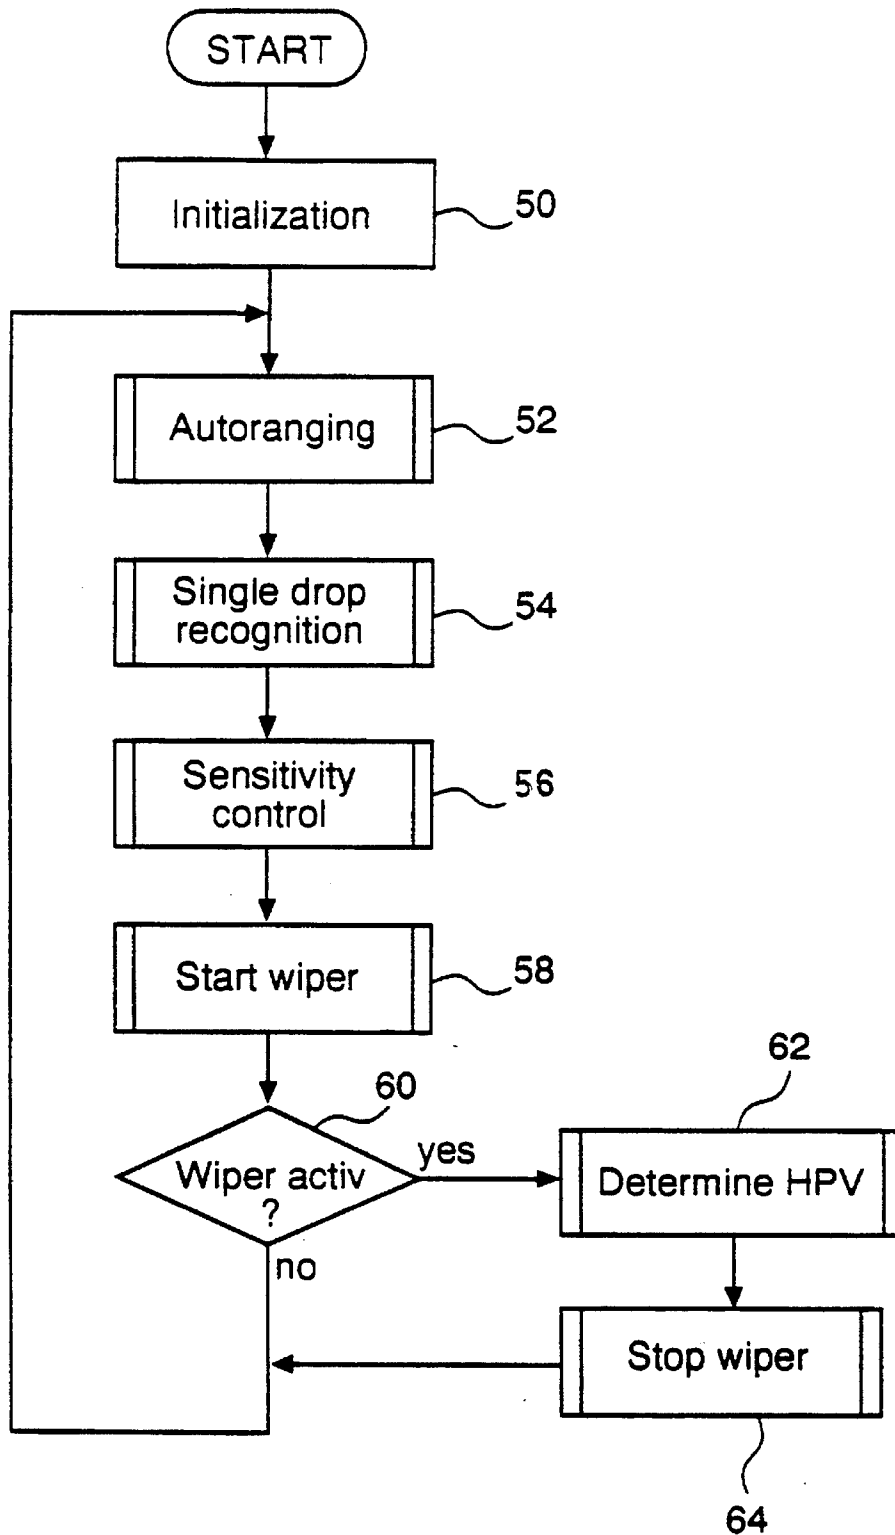 START
Initialization
50
Autoranging
52
Single drop
recognition
54
Sensitivity
control
56
Start wiper
58
60
Wiper activ
?
yes
no
62
Determine HPV
Stop wiper
64